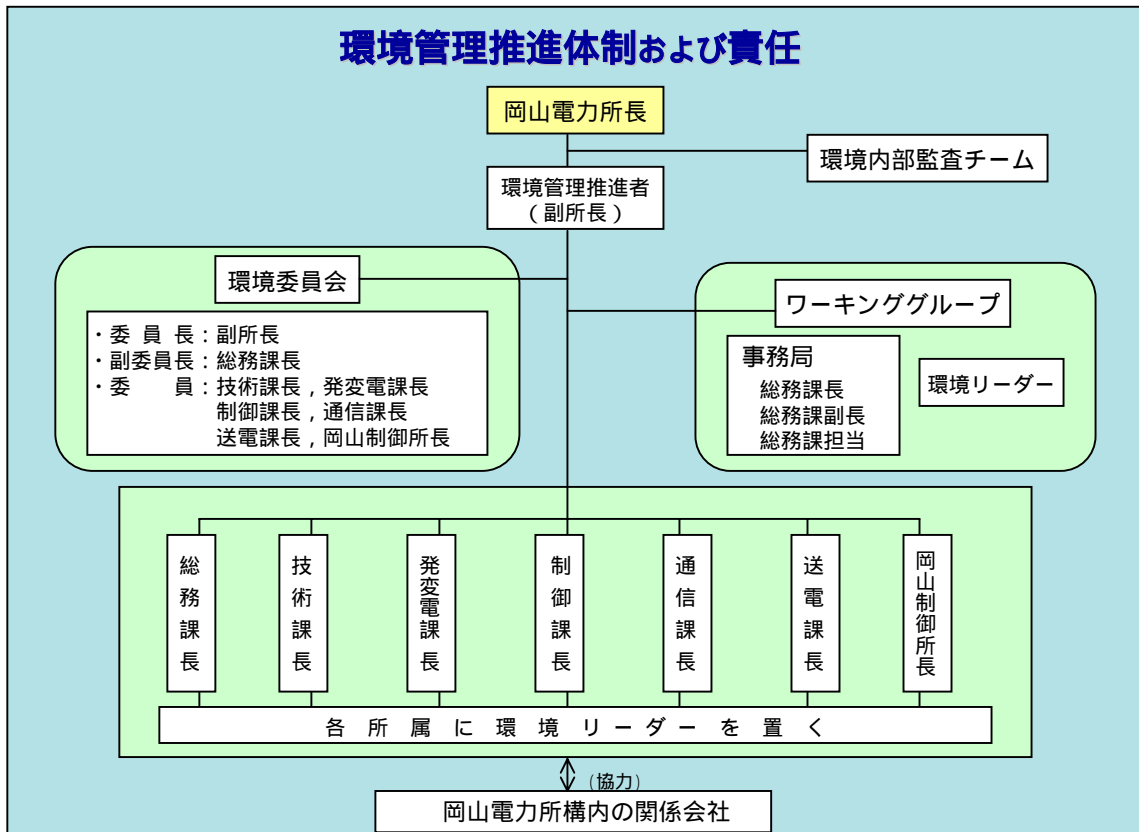 環境管理推進体制および責任
岡山電力所長
環境内部監査チーム
環境管理推進者
（副所長）
環境委員会
・委 員 長：副所長
・副委員長：総務課長
・委　　員：技術課長，発変電課長
制御課長，通信課長
送電課長，岡山制御所長
ワーキンググループ
事務局
総務課長
総務課副長
総務課担当
環境リーダー
総務課長
技術課長
発変電課長
制御課長
通信課長
送電課長
岡山制御所長
各所属に環境リーダーを置く
（協力）
岡山電力所構内の関係会社